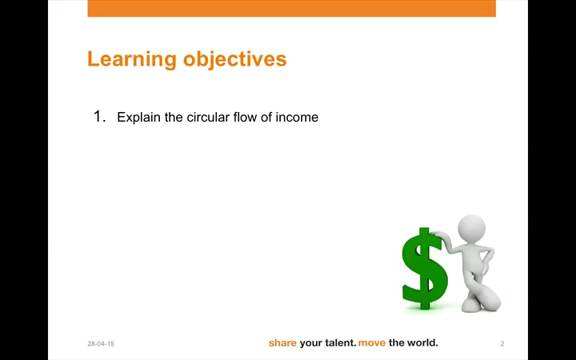 Learning objectives
1. Explain the circular flow of income
$
28-04-15
share your talent. move the world.
2